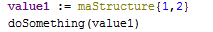 value1 := maStructure{1,2}
doSomething(value1)